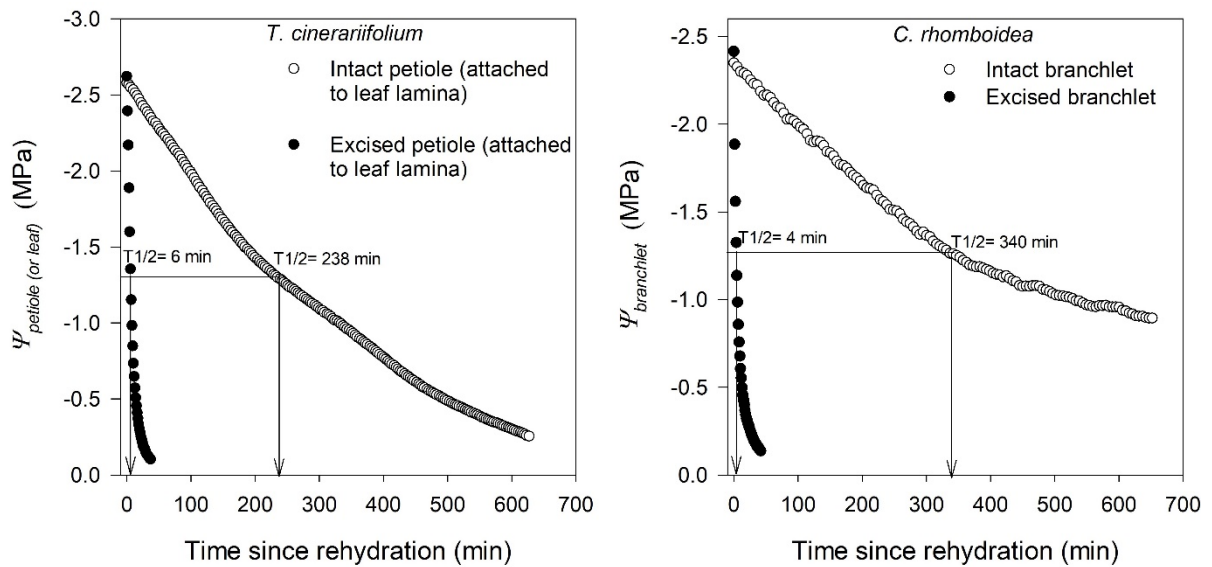 T. cinerariifolium
Intact petiole (attached
to leaf lamina)
Excised petiole (attached
to leaf lamina)
-3.0
-2.5
-2.0
-1.5
-1.0
-0.5
0.0
Ψpetiole (or leaf) (MPa)
T1/2= 6 min
T1/2= 238 min
0 100 200 300 400 500 600 700
Time since rehydration (min)
C. rhomboidea
Intact branchlet
Excised branchlet
-2.5
-2.0
-1.5
-1.0
-0.5
0.0
Ψbranchlet (MPa)
T1/2= 4 min
T1/2= 340 min
0 100 200 300 400 500 600 700
Time since rehydration (min)